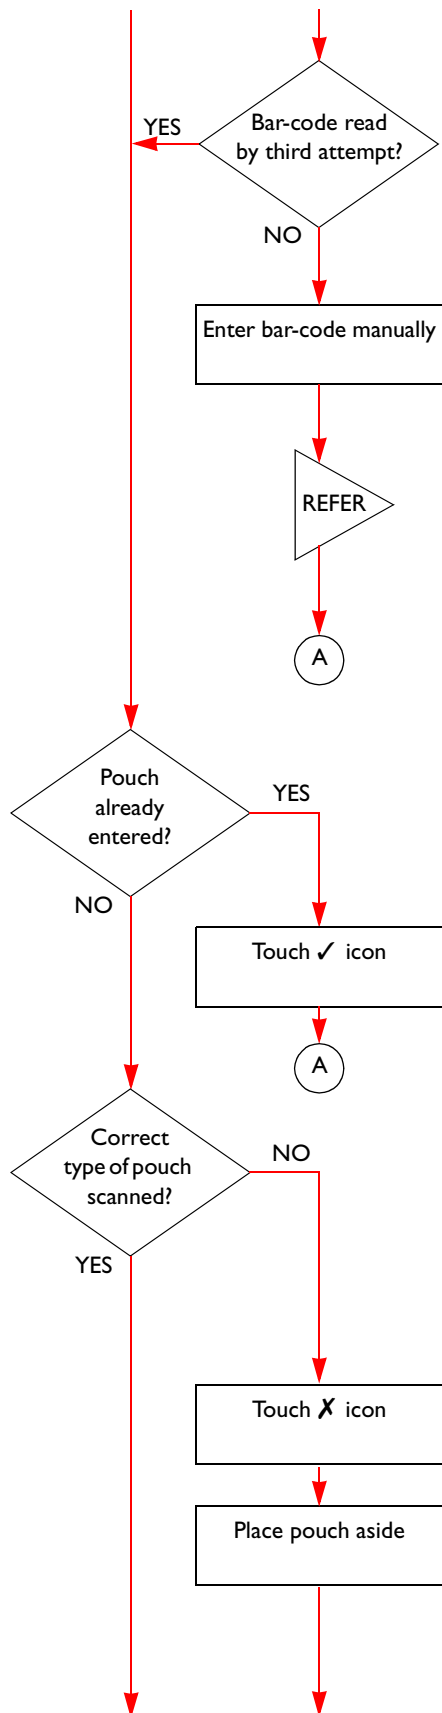 Bar-code read
by third attempt?
YES
NO
Enter bar-code manually
REFER
A
Pouch
already
entered?
YES
NO
Touch ✓ icon
A
Correct
type of pouch
scanned?
NO
YES
Touch ✗ icon
Place pouch aside